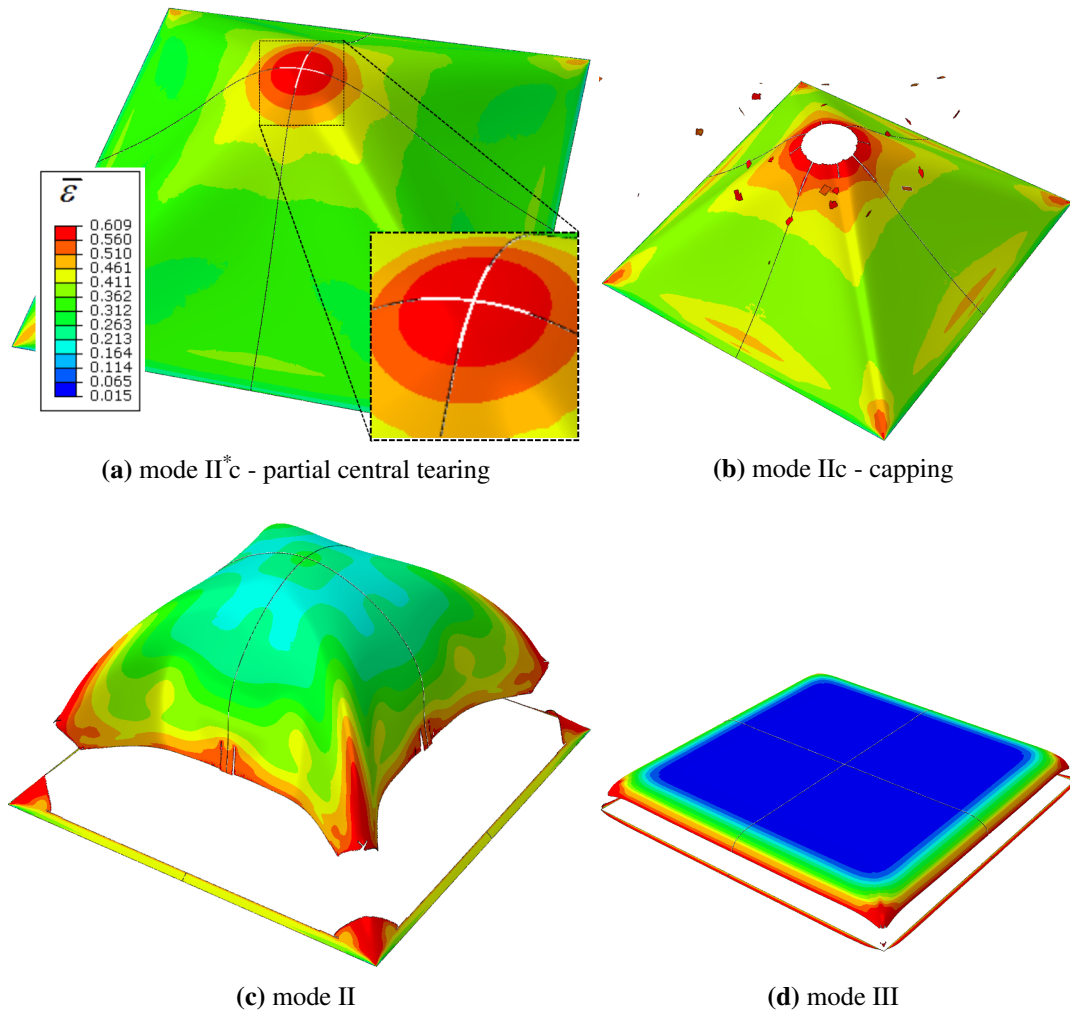 ε̅
0.609
0.560
0.510
0.461
0.411
0.362
0.312
0.263
0.213
0.164
0.114
0.065
0.015
(a) mode II*c - partial central tearing
(b) mode IIc - capping
(c) mode II
(d) mode III